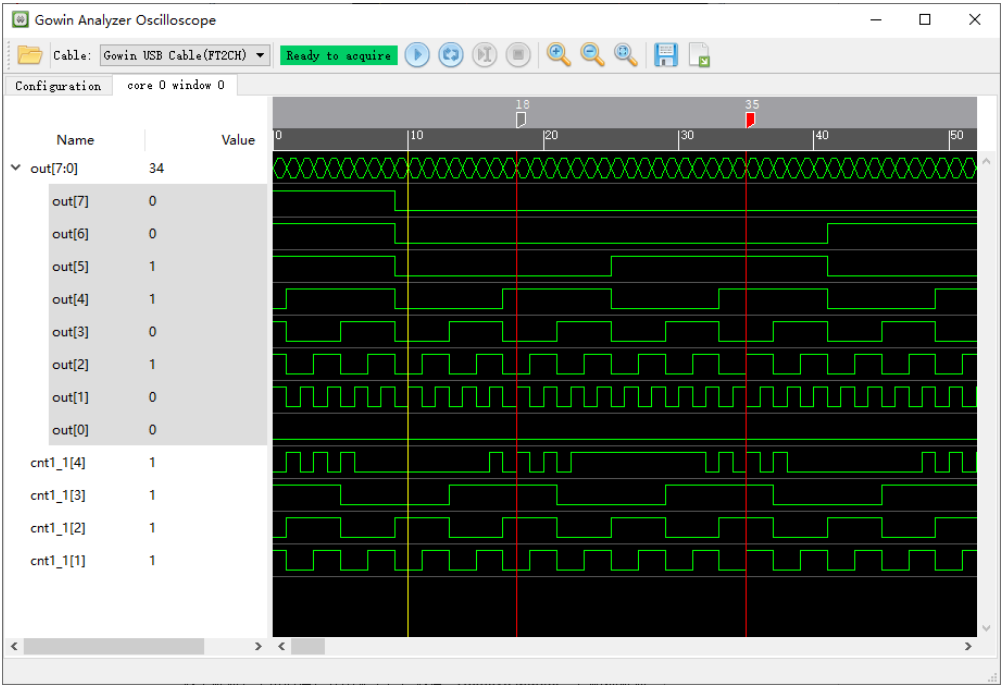 Gowin Analyzer Oscilloscope
Cable: Gowin USB Cable(FT2CH) Ready to acquire
Configuration core 0 window 0
18 35
Name Value 0 10 20 30 40 50
out[7:0] 34
out[7] 0
out[6] 0
out[5] 1
out[4] 1
out[3] 0
out[2] 1
out[1] 0
out[0] 0
cnt1_1[4] 1
cnt1_1[3] 1
cnt1_1[2] 1
cnt1_1[1] 1